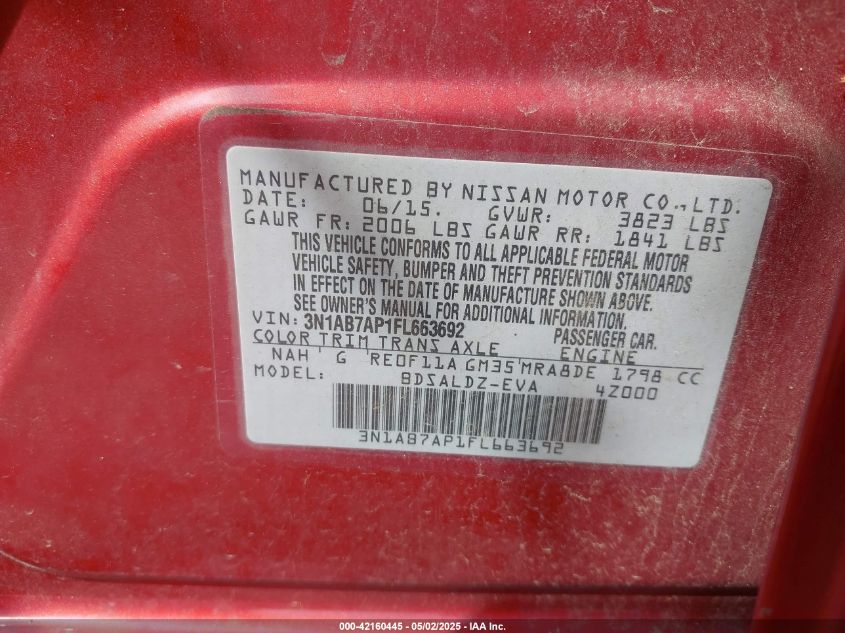 MANUFACTURED BY NISSAN MOTOR CO.,LTD.
DATE: 06/15. GVWR: 3823 LBS
GAWR FR: 2006 LBS GAWR RR: 1841 LBS
THIS VEHICLE CONFORMS TO ALL APPLICABLE FEDERAL MOTOR
VEHICLE SAFETY, BUMPER AND THEFT PREVENTION STANDARDS
IN EFFECT ON THE DATE OF MANUFACTURE SHOWN ABOVE.
SEE OWNER'S MANUAL FOR ADDITIONAL INFORMATION.
VIN: 3N1AB7AP1FL663692 PASSENGER CAR.
COLOR TRIM TRANS AXLE ENGINE
NAH G RE0F11A GM35 MRA8DE 1798 CC
MODEL: BDSALDZ-EVA 4Z000
3N1AB7AP1FL663692
000-42160445 - 05/02/2025 - IAA Inc.